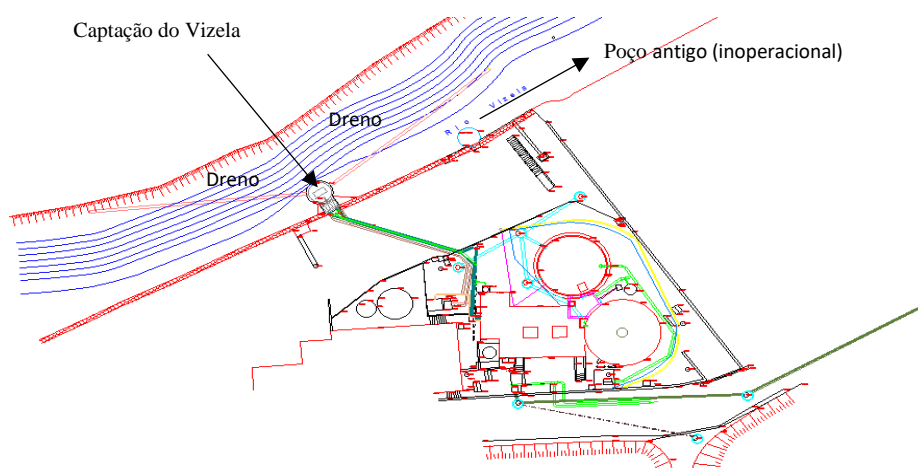 Captação do Vizela
Poço antigo (inoperacional)
Dreno
Rio Vizela
Dreno